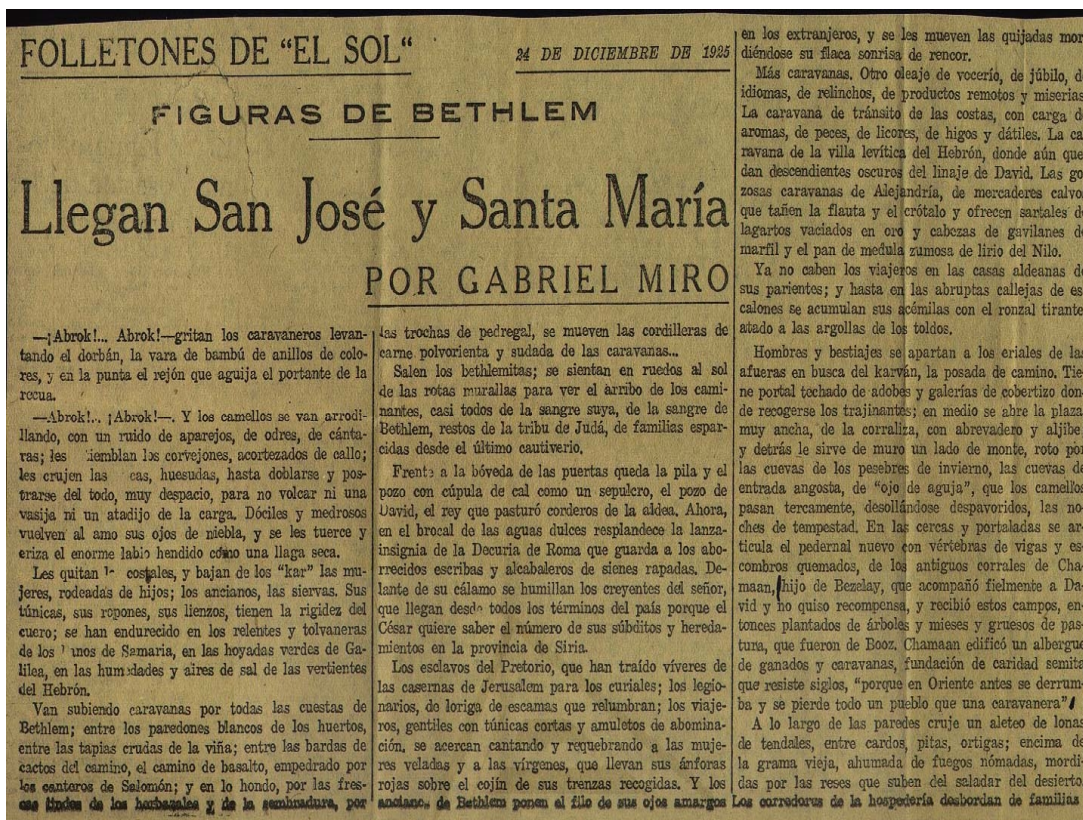 FOLLETONES DE "EL SOL"
24 DE DICIEMBRE DE 1925
FIGURAS DE BETHLEM
Llegan San José y Santa María
POR GABRIEL MIRO
—¡Abrok!... Abrok!—gritan los caravaneros levan-
tando el dorbán, la vara de bambú de anillos de colo-
res, y en la punta el rejón que aguija el portante de la
recua.
—Abrok!.. ¡Abrok!—. Y los camellos se van arrodi-
llando, con un ruido de aparejos, de odres, de cánta-
ras; les iemblan los corvejones, acortezados de callo;
les crujen las cas, huesudas, hasta doblarse y pos-
trarse del todo, muy despacio, para no volcar ni una
vasija ni un atadijo de la carga. Dóciles y medrosos
vuelven al amo sus ojos de niebla, y se les tuerce y
eriza el enorme labio hendido cómo una llaga seca.
Les quitan costales, y bajan de los "kar" las mu-
jeres, rodeadas de hijos; los ancianos, las siervas. Sus
túnicas, sus ropones, sus lienzos, tienen la rigidez del
cuero; se han endurecido en los relentes y tolvaneras
de los unos de Samaria, en las hoyadas verdes de Ga-
lilea, en las humedades y aires de sal de las vertientes
del Hebrón.
Van subiendo caravanas por todas las cuestas de
Bethlem; entre los paredones blancos de los huertos,
entre las tapias crudas de la viña; entre las bardas de
cactos del camino, el camino de basalto, empedrado por
los canteros de Salomón; y en lo hondo, por las fres-
cas lindes de los herbazales y de la sembradura, por
las trochas de pedregal, se mueven las cordilleras de
carne polvorienta y sudada de las caravanas...
Salen los bethlemitas; se sientan en ruedos al sol
de las rotas murallas para ver el arribo de los cami-
nantes, casi todos de la sangre suya, de la sangre de
Bethlem, restos de la tribu de Judá, de familias espar-
cidas desde el último cautiverio.
Frente a la bóveda de las puertas queda la pila y el
pozo con cúpula de cal como un sepulcro, el pozo de
David, el rey que pasturó corderos de la aldea. Ahora,
en el brocal de las aguas dulces resplandece la lanza-
insignia de la Decuria de Roma que guarda a los abo-
rrecidos escribas y alcabaleros de sienes rapadas. De-
lante de su cálamo se humillan los creyentes del señor,
que llegan desde todos los términos del país porque el
César quiere saber el número de sus súbditos y hereda-
mientos en la provincia de Siria.
Los esclavos del Pretorio, que han traído víveres de
las casernas de Jerusalem para los curiales; los legio-
narios, de loriga de escamas que relumbran; los viaje-
ros, gentiles con túnicas cortas y amuletos de abomina-
ción, se acercan cantando y requebrando a las muje-
res veladas y a las vírgenes, que llevan sus ánforas
rojas sobre el cojín de sus trenzas recogidas. Y los
ancianos de Bethlem ponen el filo de sus ojos amargos
en los extranjeros, y se les mueven las quijadas mor
diéndose su flaca sonrisa de rencor.
Más caravanas. Otro oleaje de vocerío, de júbilo, d
idiomas, de relinchos, de productos remotos y miserias
La caravana de tránsito de las costas, con carga d
aromas, de peces, de licores, de higos y dátiles. La ca
ravana de la villa levítica del Hebrón, donde aún que
dan descendientes oscuros del linaje de David. Las go
zosas caravanas de Alejandría, de mercaderes calvo
que tañen la flauta y el crótalo y ofrecen sartales d
lagartos vaciados en oro y cabezas de gavilanes d
marfil y el pan de medula zumosa de lirio del Nilo.
Ya no caben los viajeros en las casas aldeanas d
sus parientes; y hasta en las abruptas callejas de es
calones se acumulan sus acémilas con el ronzal tirante
atado a las argollas de los toldos.
Hombres y bestiajes se apartan a los eriales de la
afueras en busca del karván, la posada de camino. Tie
ne portal techado de adobes y galerías de cobertizo don
de recogerse los trajinantes; en medio se abre la plaza
muy ancha, de la corraliza, con abrevadero y aljibe
y detrás le sirve de muro un lado de monte, roto por
las cuevas de los pesebres de invierno, las cuevas d
entrada angosta, de "ojo de aguja", que los camellos
pasan tercamente, desollándose despavoridos, las no
ches de tempestad. En las cercas y portaladas se ar
ticula el pedernal nuevo con vértebras de vigas y es
combros quemados, de los antiguos corrales de Cha
maan, hijo de Bezelay, que acompañó fielmente a Da
vid y no quiso recompensa, y recibió estos campos, en
tonces plantados de árboles y mieses y gruesos de pas
tura, que fueron de Booz. Chamaan edificó un albergue
de ganados y caravanas, fundación de caridad semita
que resiste siglos, "porque en Oriente antes se derrum
ba y se pierde todo un pueblo que una caravanera"
A lo largo de las paredes cruje un aleteo de lonas
de tendales, entre cardos, pitas, ortigas; encima de
la grama vieja, ahumada de fuegos nómadas, mordi
das por las reses que suben del saladar del desierto
Los corredores de la hospedería desbordan de familias